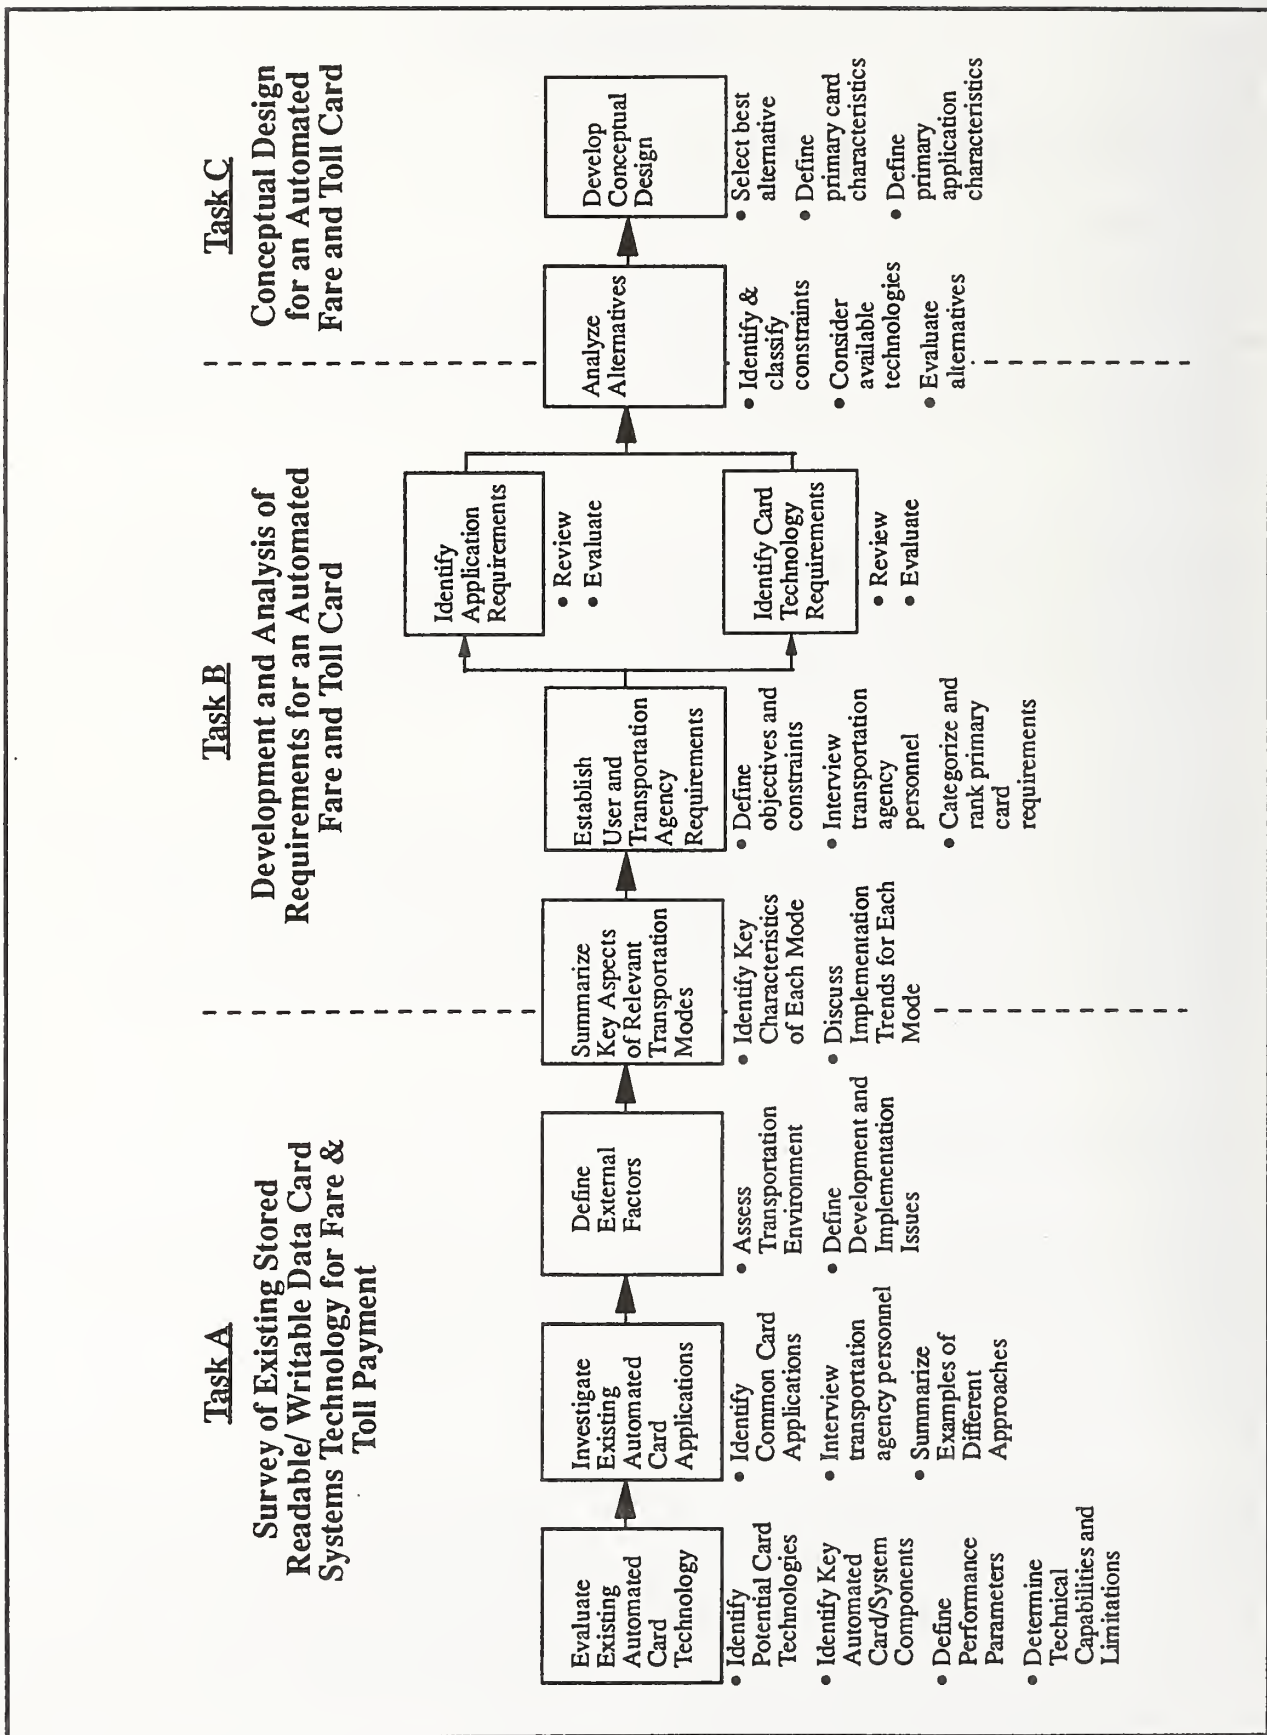 Task A
Survey of Existing Stored
Readable/ Writable Data Card
Systems Technology for Fare &
Toll Payment
Task B
Development and Analysis of
Requirements for an Automated
Fare and Toll Card
Task C
Conceptual Design
for an Automated
Fare and Toll Card
Evaluate
Existing
Automated
Card
Technology
• Identify
Potential Card
Technologies
• Identify Key
Automated
Card/System
Components
• Define
Performance
Parameters
• Determine
Technical
Capabilities and
Limitations
Investigate
Existing
Automated
Card
Applications
• Identify
Common Card
Applications
• Interview
transportation
agency personnel
• Summarize
Examples of
Different
Approaches
Define
External
Factors
• Assess
Transportation
Environment
• Define
Development and
Implementation
Issues
Summarize
Key Aspects
of Relevant
Transportation
Modes
• Identify Key
Characteristics
of Each Mode
• Discuss
Implementation
Trends for Each
Mode
Establish
User and
Transportation
Agency
Requirements
• Define
objectives and
constraints
• Interview
transportation
agency
personnel
• Categorize and
rank primary
card
requirements
Identify
Application
Requirements
• Review
• Evaluate
Identify Card
Technology
Requirements
• Review
• Evaluate
Analyze
Alternatives
• Identify &
classify
constraints
• Consider
available
technologies
• Evaluate
alternatives
Develop
Conceptual
Design
• Select best
alternative
• Define
primary card
characteristics
• Define
primary
application
characteristics